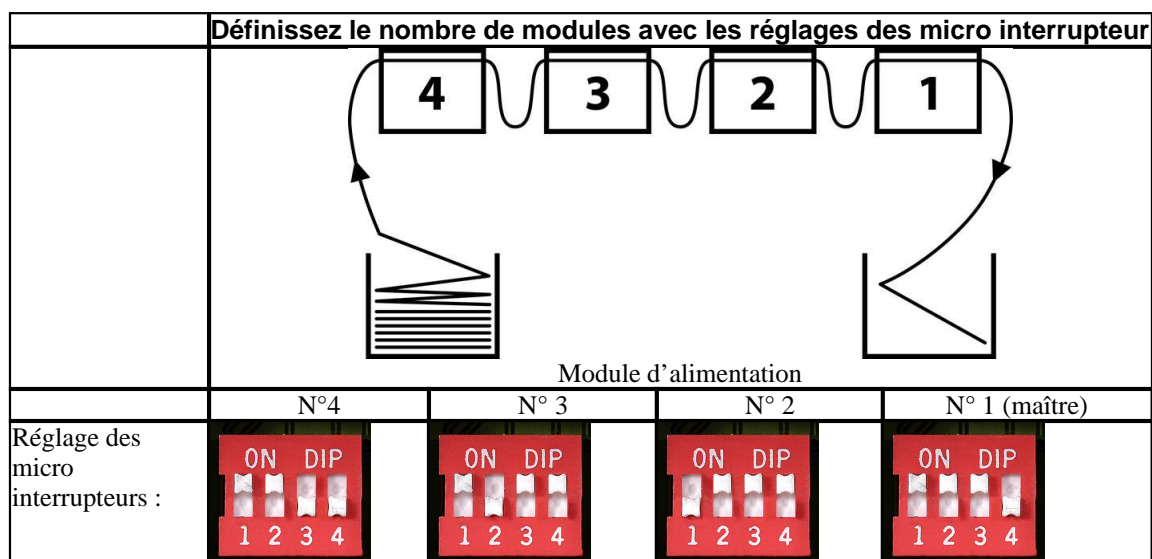 Définissez le nombre de modules avec les réglages des micro interrupteur
4 3 2 1
Module d’alimentation
N°4 N° 3 N° 2 N° 1 (maître)
Réglage des
micro
interrupteurs :
ON DIP ON DIP ON DIP ON DIP
1 2 3 4 1 2 3 4 1 2 3 4 1 2 3 4